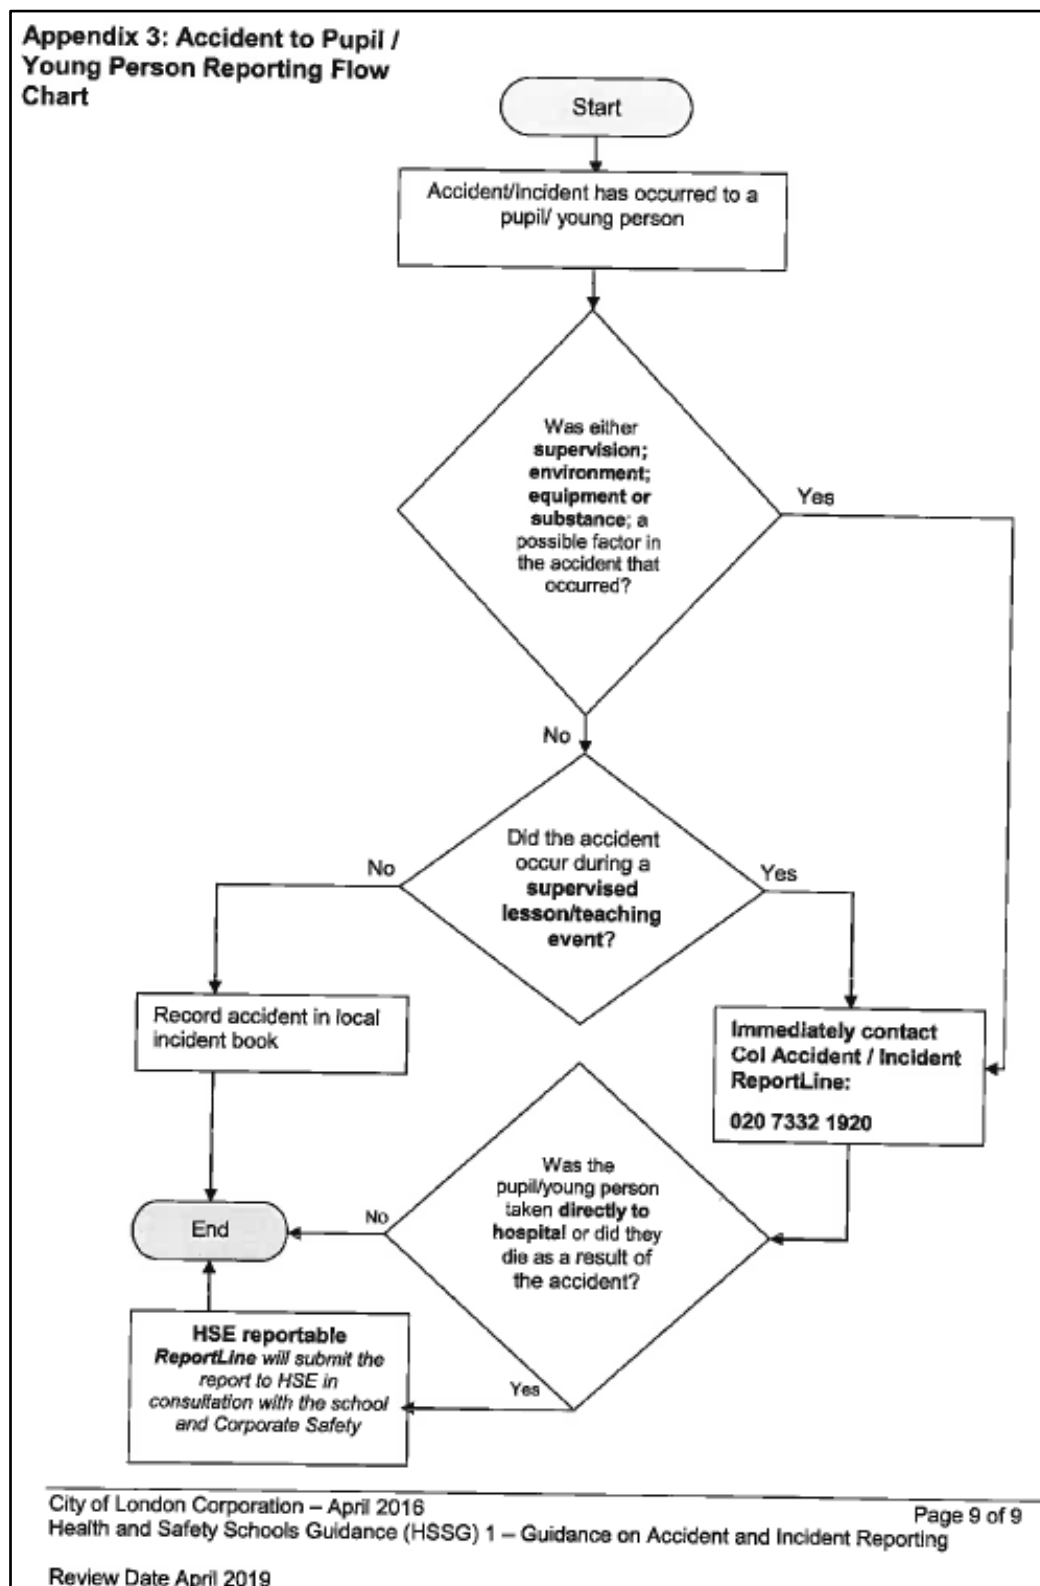 Appendix 3: Accident to Pupil /
Young Person Reporting Flow
Chart
Start
Accident/Incident has occurred to a
pupil/ young person
Was either
supervision;
environment;
equipment or
substance; a
possible factor in
the accident that
occurred?
Yes
No
Did the accident
occur during a
supervised
lesson/teaching
event?
No
Yes
Record accident in local
incident book
Immediately contact
Col Accident / Incident
ReportLine:
020 7332 1920
Was the
pupil/young person
taken directly to
hospital or did they
die as a result of
the accident?
No
End
Yes
HSE reportable
ReportLine will submit the
report to HSE in
consultation with the school
and Corporate Safety
City of London Corporation – April 2016
Page 9 of 9
Health and Safety Schools Guidance (HSSG) 1 – Guidance on Accident and Incident Reporting
Review Date April 2019